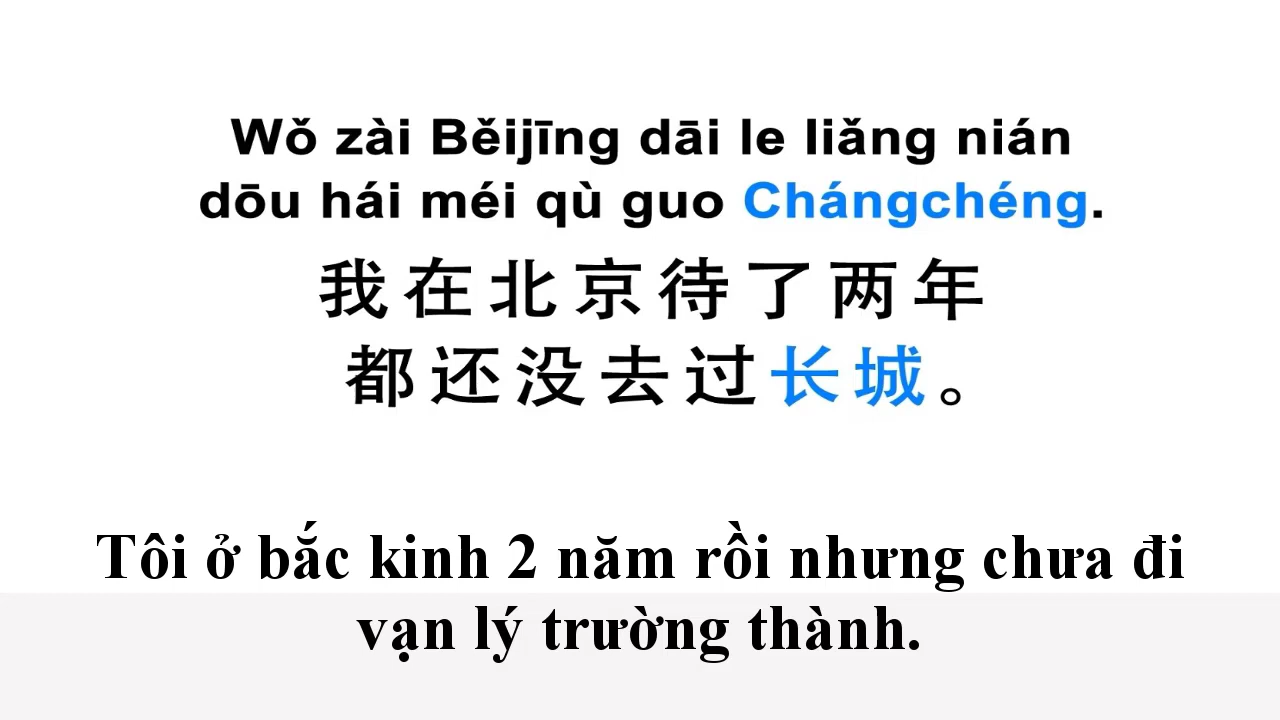 Wǒ zài Běijīng dāi le liǎng nián
dōu hái méi qù guo Chángchéng.
我在北京待了两年
都还没去过长城。
Tôi ở bắc kinh 2 năm rồi nhưng chưa đi
vạn lý trường thành.